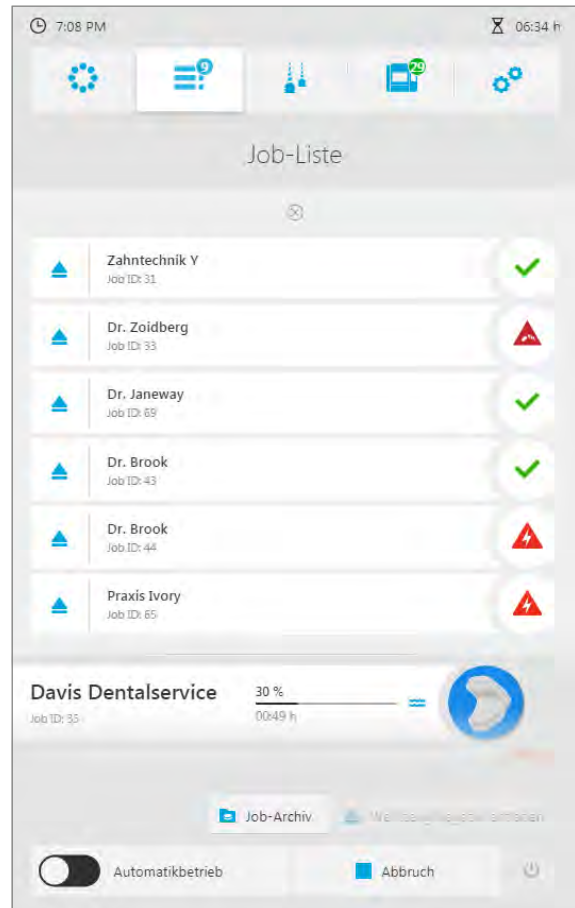 7:08 PM
06:34 h
9
29
Job-Liste
Zahntechnik Y
Job ID: 31
Dr. Zoidberg
Job ID: 33
Dr. Janeway
Job ID: 69
Dr. Brook
Job ID: 43
Dr. Brook
Job ID: 44
Praxis Ivory
Job ID: 65
Davis Dentalservice
Job ID: 35
30 %
00:49 h
Job-Archiv
Automatikbetrieb
Abbruch